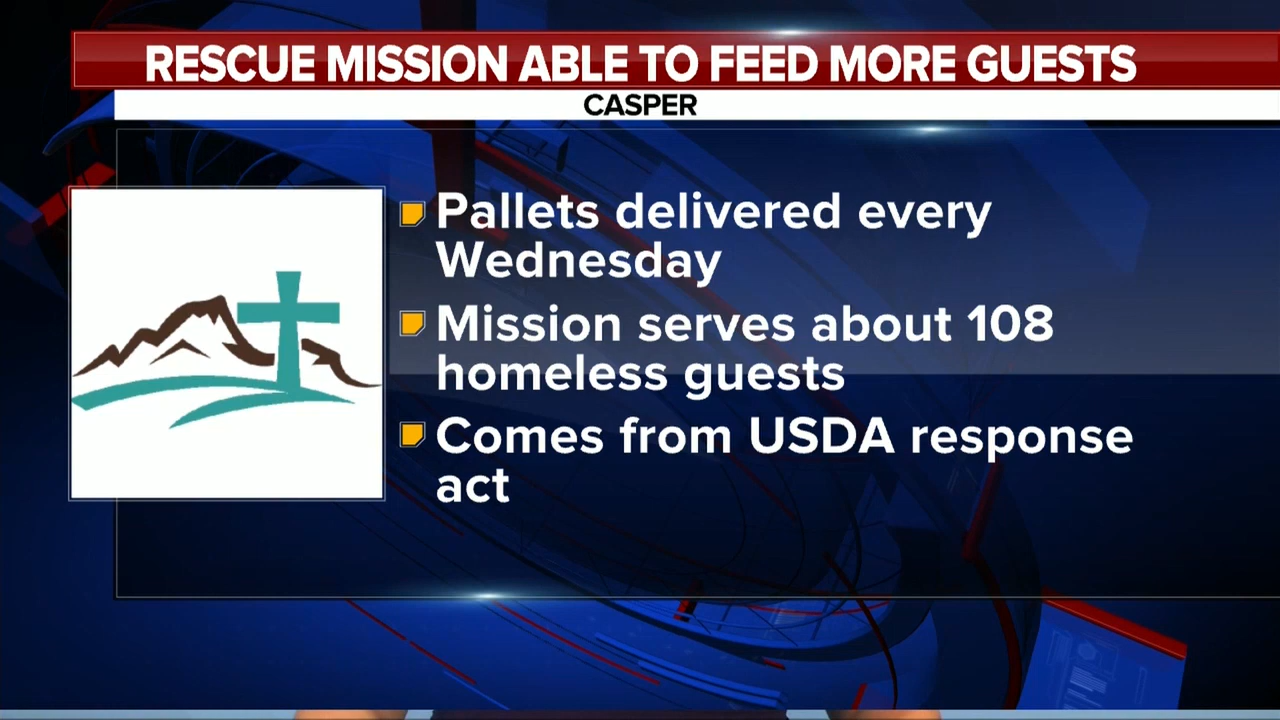 RESCUE MISSION ABLE TO FEED MORE GUESTS
CASPER
Pallets delivered every
Wednesday
Mission serves about 108
homeless guests
Comes from USDA response
act